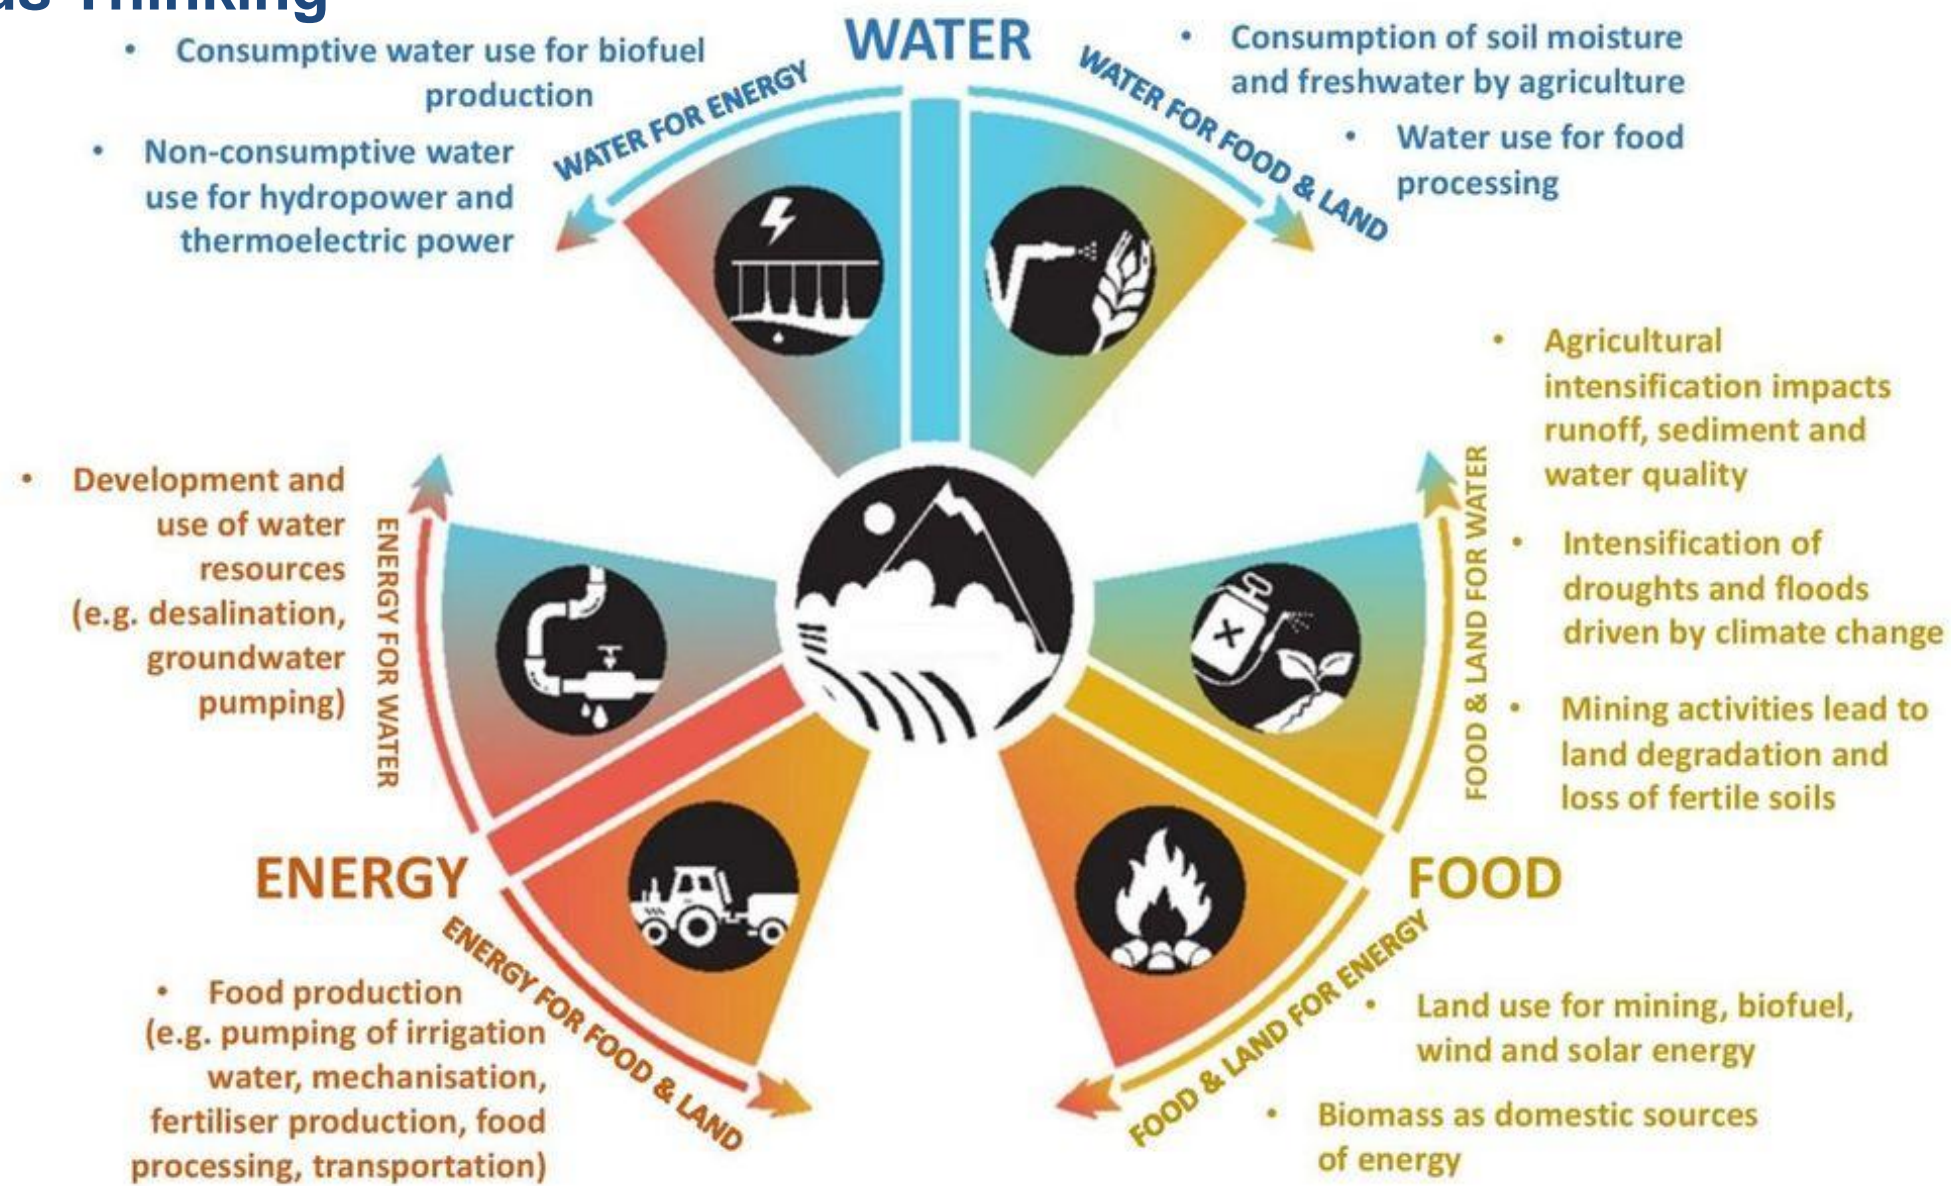 Thinking
WATER
• Consumptive water use for biofuel
production
• Non-consumptive water
use for hydropower and
thermoelectric power
WATER FOR ENERGY
WATER FOR FOOD & LAND
• Consumption of soil moisture
and freshwater by agriculture
• Water use for food
processing
• Agricultural
intensification impacts
runoff, sediment and
water quality
• Intensification of
droughts and floods
driven by climate change
• Mining activities lead to
land degradation and
loss of fertile soils
FOOD & LAND FOR WATER
• Development and
use of water
resources
(e.g. desalination,
groundwater
pumping)
ENERGY FOR WATER
ENERGY
FOOD
ENERGY FOR FOOD & LAND
• Food production
(e.g. pumping of irrigation
water, mechanisation,
fertiliser production, food
processing, transportation)
FOOD & LAND FOR ENERGY
• Land use for mining, biofuel,
wind and solar energy
• Biomass as domestic sources
of energy